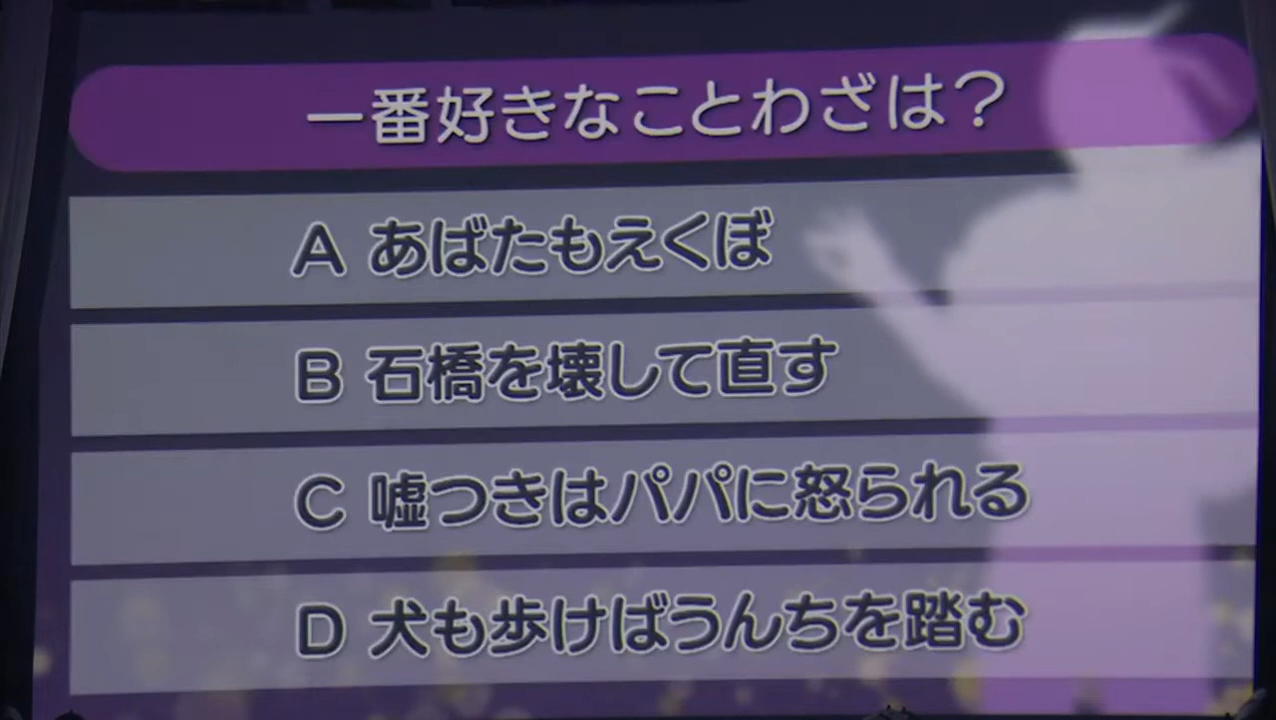 一番好きなことわざは？
A あばたもえくぼ
B 石橋を壊して直す
C 嘘つきはパパに怒られる
D 犬も歩けばうんちを踏む